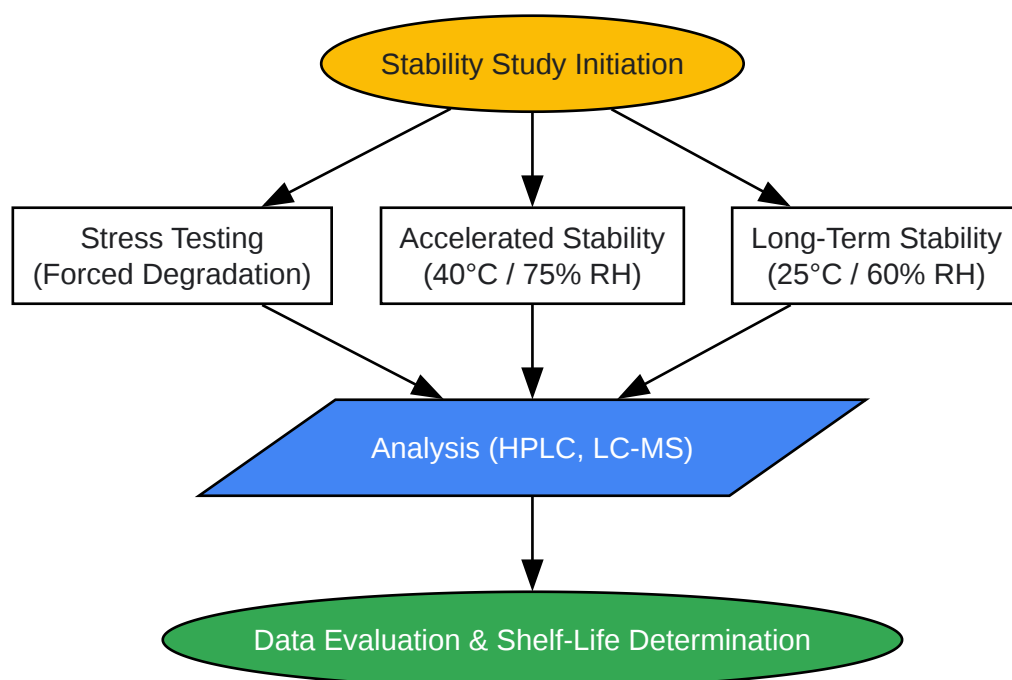 Stability Study Initiation
Stress Testing
(Forced Degradation)
Accelerated Stability
(40°C / 75% RH)
Long-Term Stability
(25°C / 60% RH)
Analysis (HPLC, LC-MS)
Data Evaluation & Shelf-Life Determination